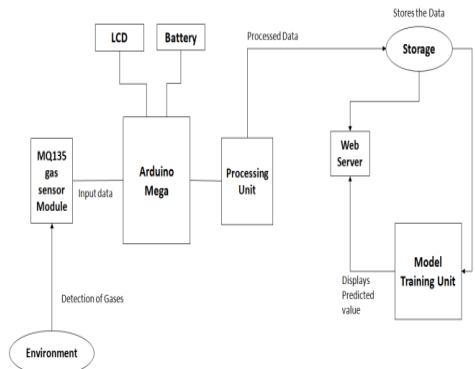 Stores the Data
LCD
Battery
Processed Data
Storage
MQ135
gas
sensor
Module
Input data
Arduino
Mega
Processing
Unit
Web
Server
Model
Training Unit
Displays
Predicted
value
Detection of Gases
Environment